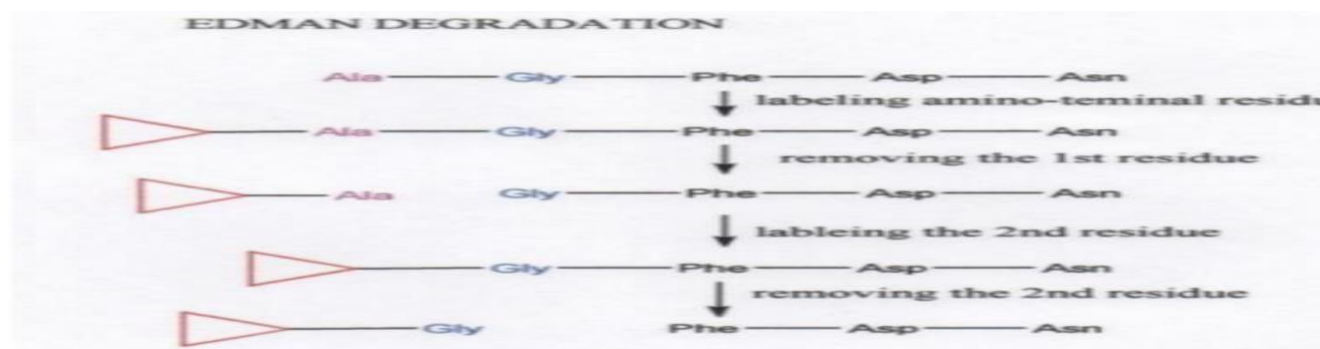 EDMAN DEGRADATION
Ala Gly Phe Asp Asn
labeling amino-teminal
Ala Gly Phe Asp Asn
removing the 1st residue
Ala Gly Phe Asp Asn
lableing the 2nd residue
Gly Phe Asp Asn
removing the 2nd residue
Gly Phe Asp Asn